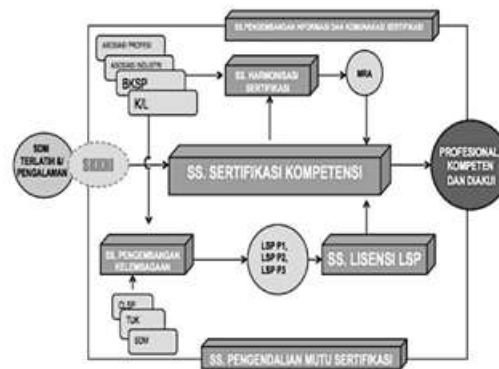 SS.PENGEMBANGAN INFORMASI DAN KOMUNIKASI SERTIFIKASI
ASOSIASI PROFESI
ASOSIASI INDUSTRI
BKSP
K/L
SS. HARMONISASI
SERTIFIKASI
MRA
SDM
TERLATIH &/
PENGALAMAN
SKKNI
SS. SERTIFIKASI KOMPETENSI
PROFESIONAL
KOMPETEN
DAN DIAKUI
SS. PENGEMBANGAN
KELEMBAGAAN
LSP P1,
LSP P2,
LSP P3
SS. LISENSI LSP
CLSP
TUK
SDM
SS. PENGENDALIAN MUTU SERTIFIKASI